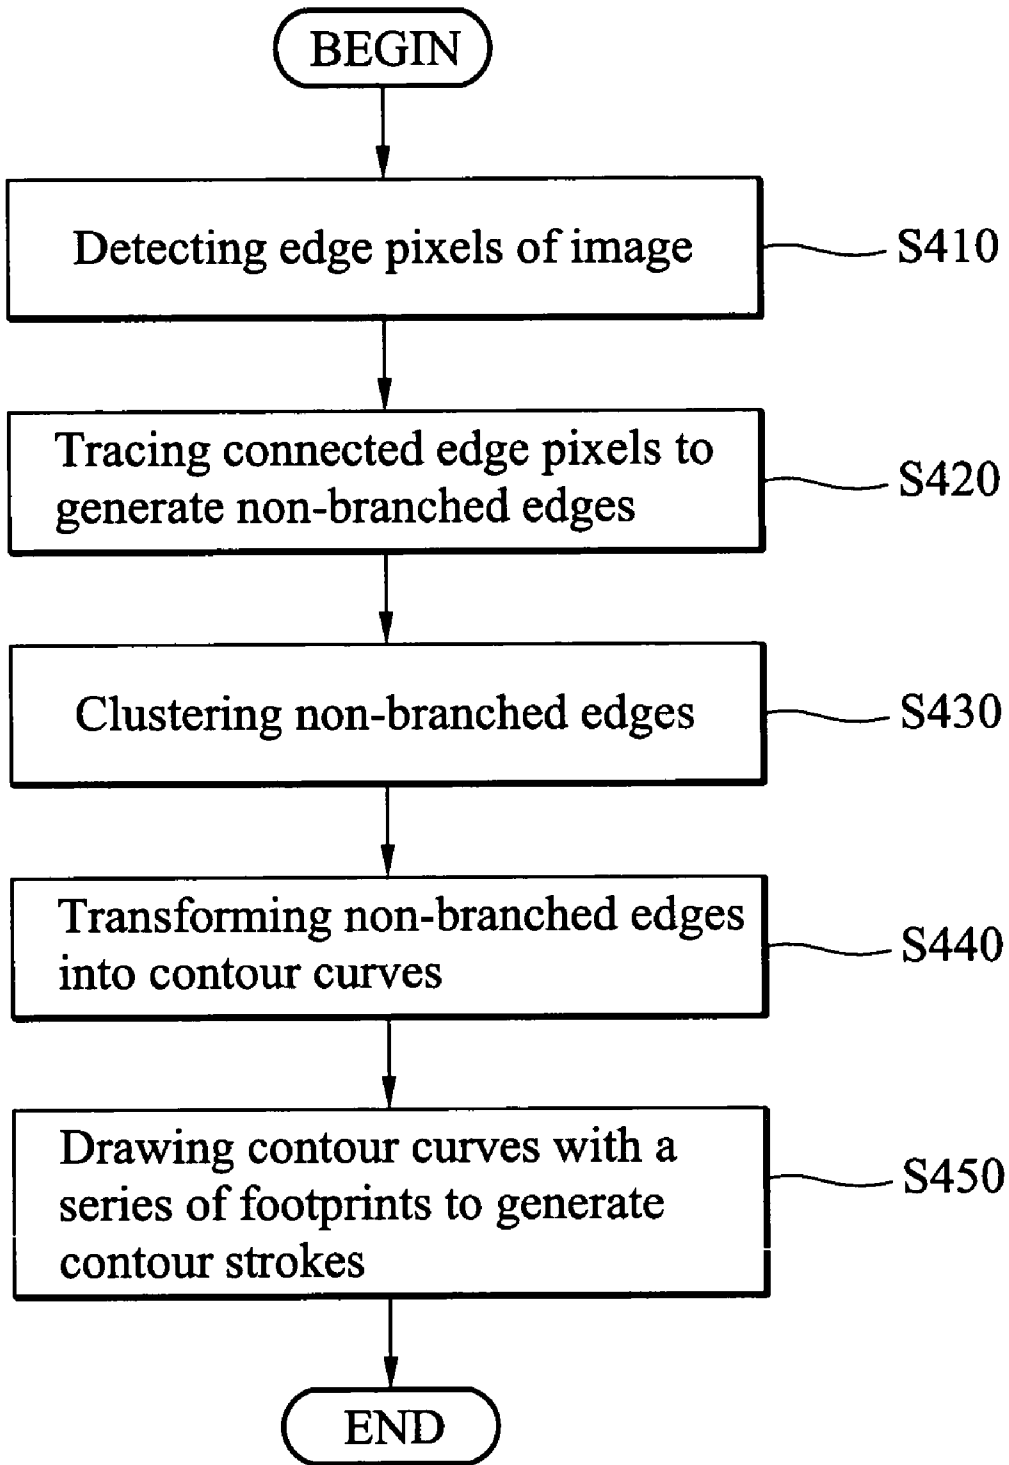 BEGIN
Detecting edge pixels of image
S410
Tracing connected edge pixels to
generate non-branched edges
S420
Clustering non-branched edges
S430
Transforming non-branched edges
into contour curves
S440
Drawing contour curves with a
series of footprints to generate
contour strokes
S450
END